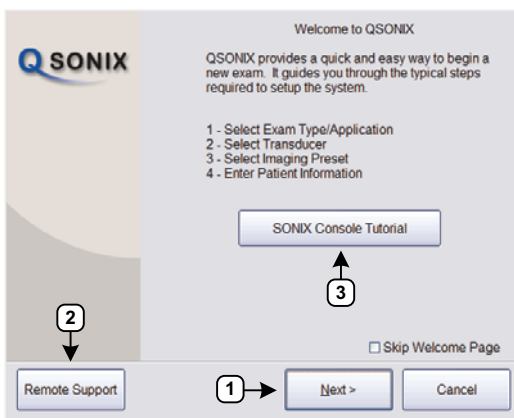 Q SONIX
Welcome to QSONIX
QSONIX provides a quick and easy way to begin a
new exam. It guides you through the typical steps
required to setup the system.
1 - Select Exam Type/Application
2 - Select Transducer
3 - Select Imaging Preset
4 - Enter Patient Information
SONIX Console Tutorial
3
2
Skip Welcome Page
Remote Support
1
Next >
Cancel